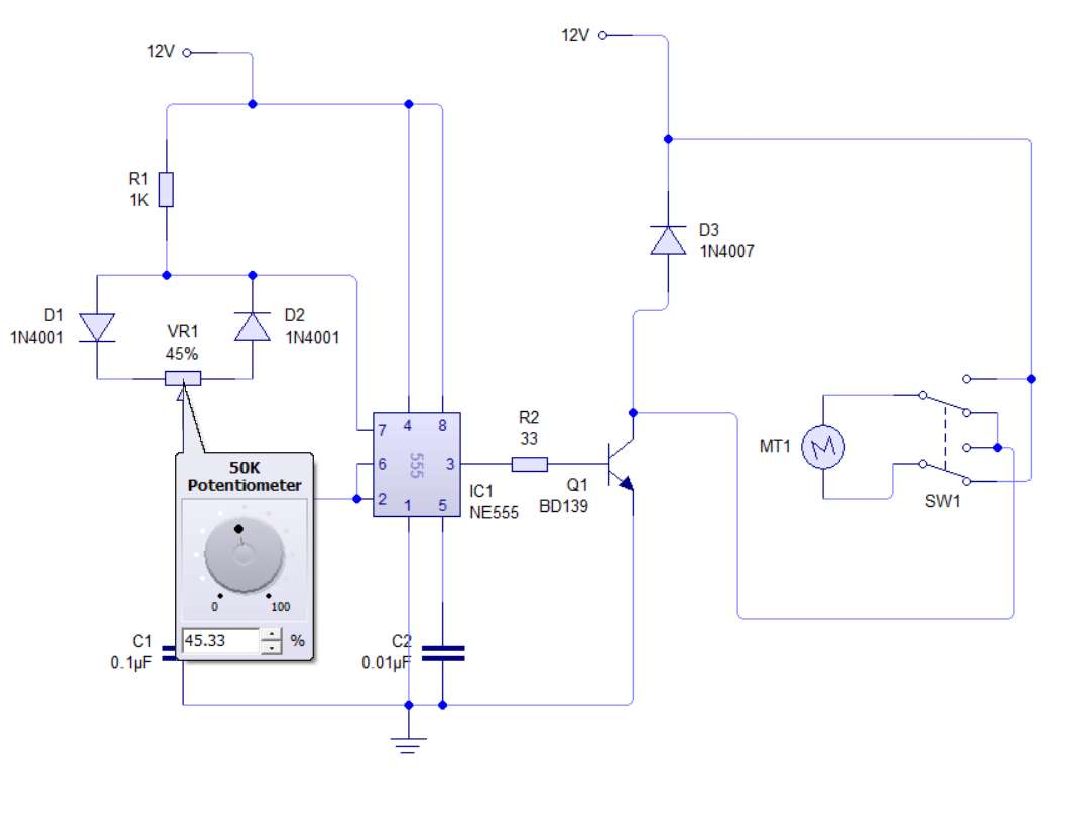 12V
12V
R1
1K
D1
1N4001
VR1
45%
D2
1N4001
D3
1N4007
50K
Potentiometer
0
100
45.33
%
7
4
8
6
555
3
2
1
5
IC1
NE555
R2
33
Q1
BD139
MT1
M
SW1
C1
0.1µF
C2
0.01µF